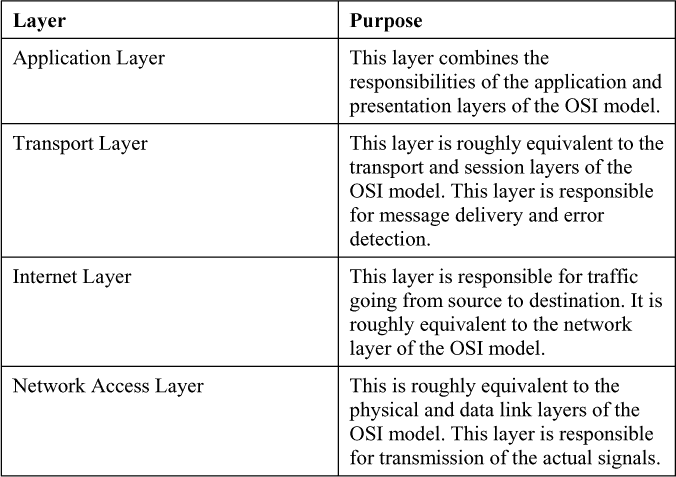 Layer Purpose
Application Layer This layer combines the
responsibilities of the application and
presentation layers of the OSI model.
Transport Layer This layer is roughly equivalent to the
transport and session layers of the
OSI model. This layer is responsible
for message delivery and error
detection.
Internet Layer This layer is responsible for traffic
going from source to destination. It is
roughly equivalent to the network
layer of the OSI model.
Network Access Layer This is roughly equivalent to the
physical and data link layers of the
OSI model. This layer is responsible
for transmission of the actual signals.